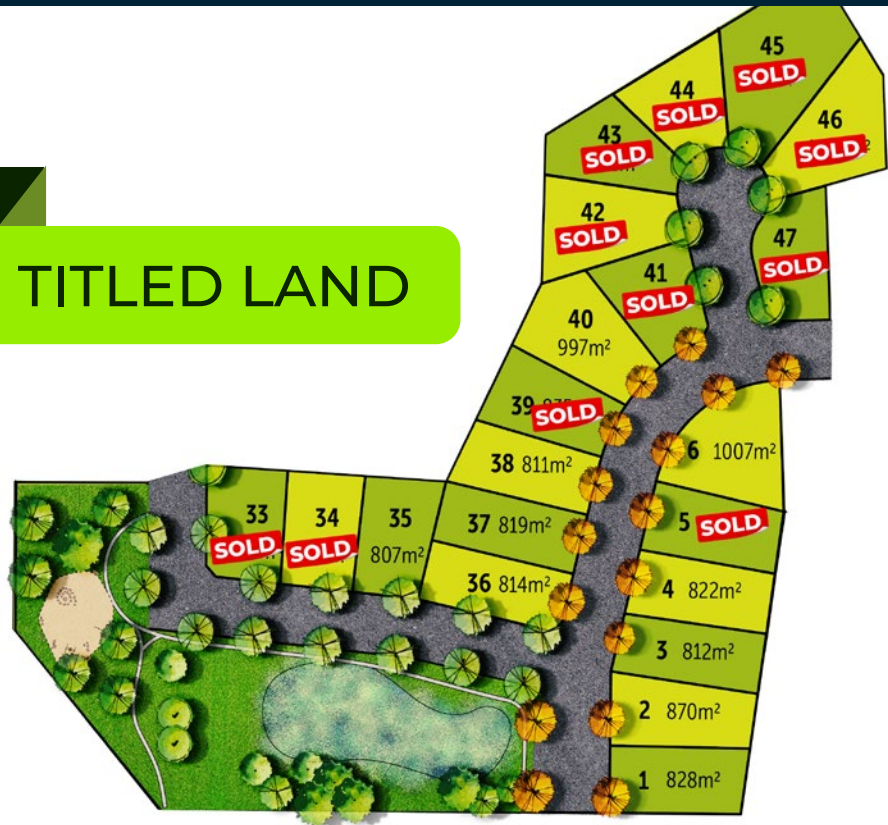 TITLED LAND
45
SOLD
44
SOLD
46
SOLD
43
SOLD
42
SOLD
47
SOLD
41
SOLD
40
997m²
39 SOLD
38 811m²
6 1007m²
33
SOLD
34
SOLD
35
807m²
37 819m²
5 SOLD
36 814m²
4 822m²
3 812m²
2 870m²
1 828m²